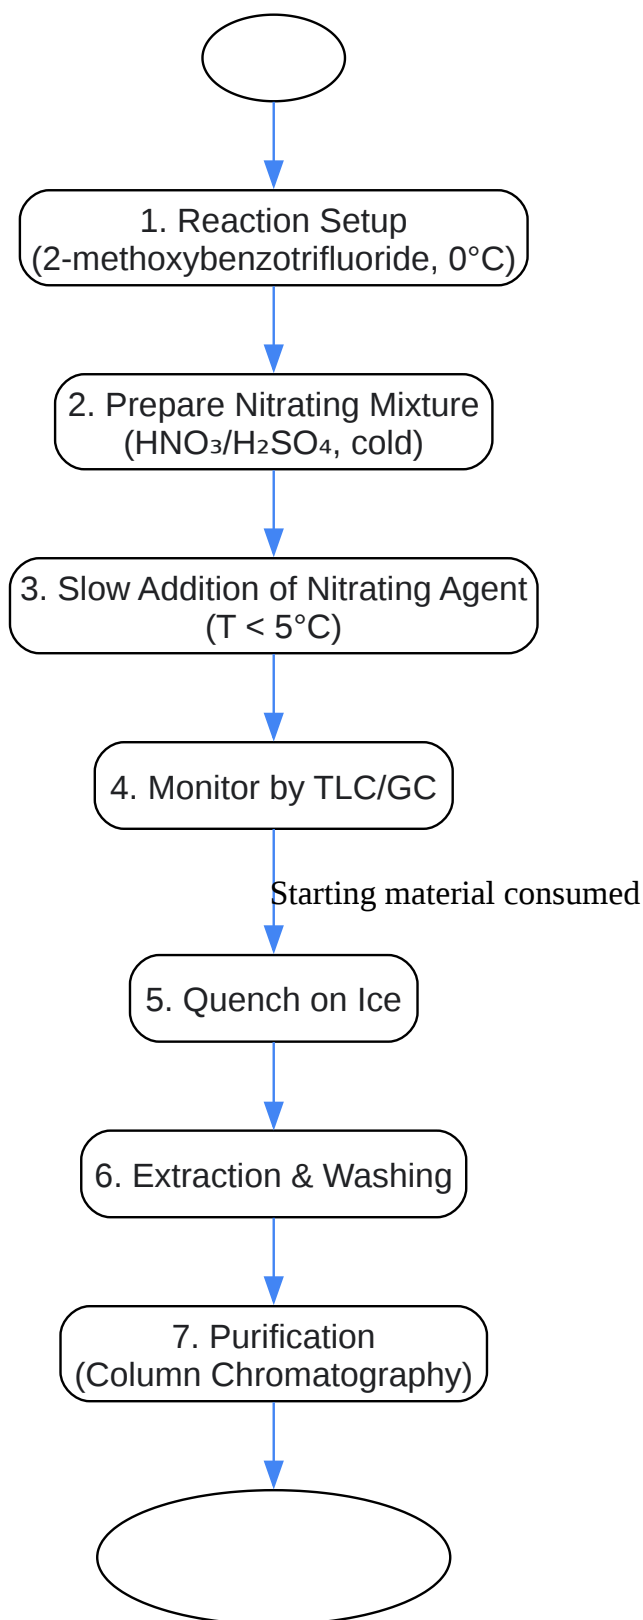 1. Reaction Setup
(2-methoxybenzotrifluoride, 0°C)
2. Prepare Nitrating Mixture
(HNO₃/H₂SO₄, cold)
3. Slow Addition of Nitrating Agent
(T < 5°C)
4. Monitor by TLC/GC
Starting material consumed
5. Quench on Ice
6. Extraction & Washing
7. Purification
(Column Chromatography)